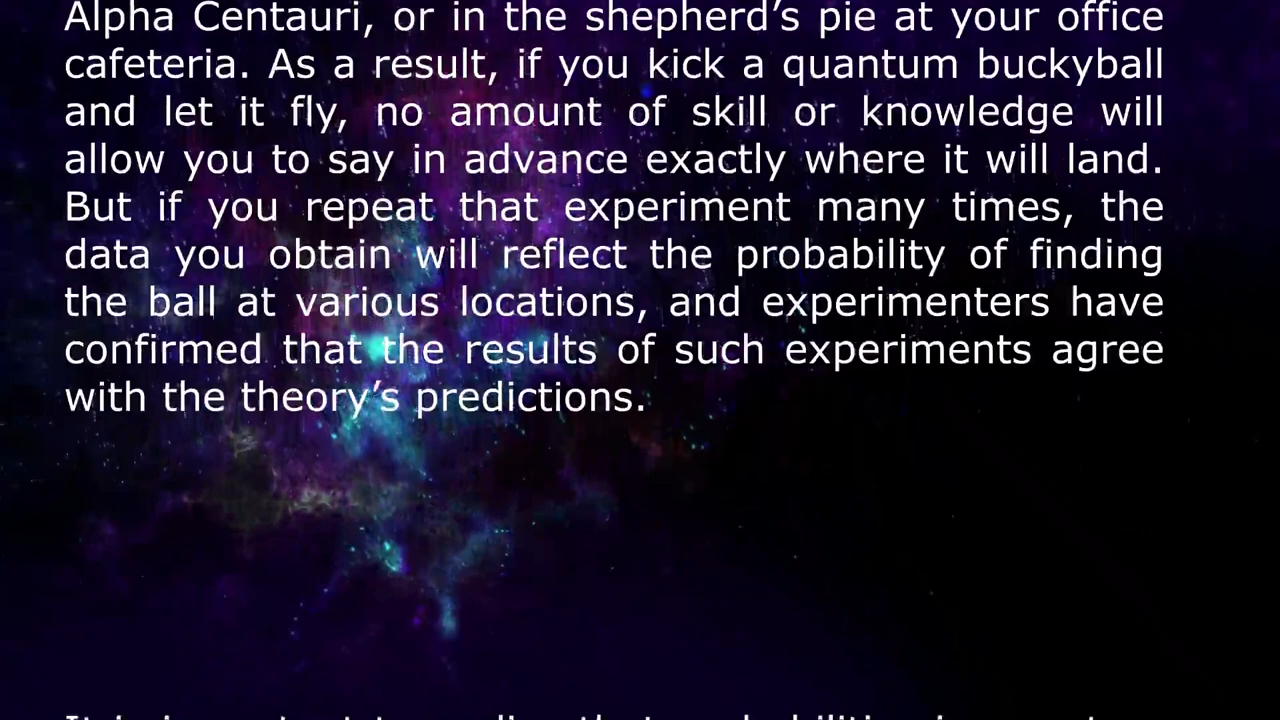 Alpha Centauri, or in the shepherd’s pie at your office
cafeteria. As a result, if you kick a quantum buckyball
and let it fly, no amount of skill or knowledge will
allow you to say in advance exactly where it will land.
But if you repeat that experiment many times, the
data you obtain will reflect the probability of finding
the ball at various locations, and experimenters have
confirmed that the results of such experiments agree
with the theory’s predictions.